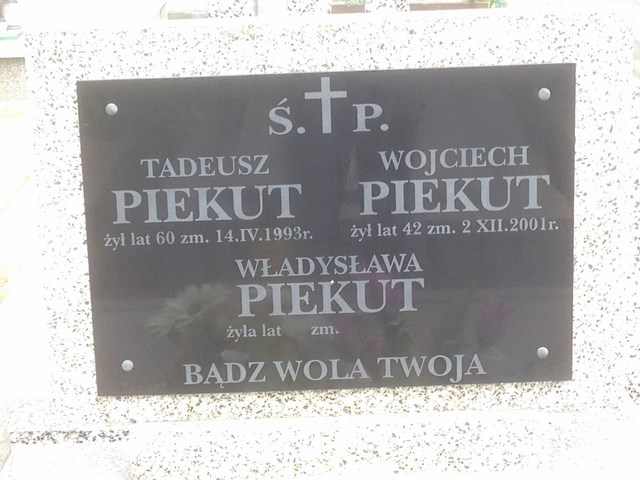 Ś. P.
TADEUSZ
PIEKUT
żył lat 60 zm. 14.IV.1993r.
WOJCIECH
PIEKUT
żył lat 42 zm. 2 XII.2001r.
WŁADYSŁAWA
PIEKUT
żyła lat zm.
BĄDZ WOLA TWOJA